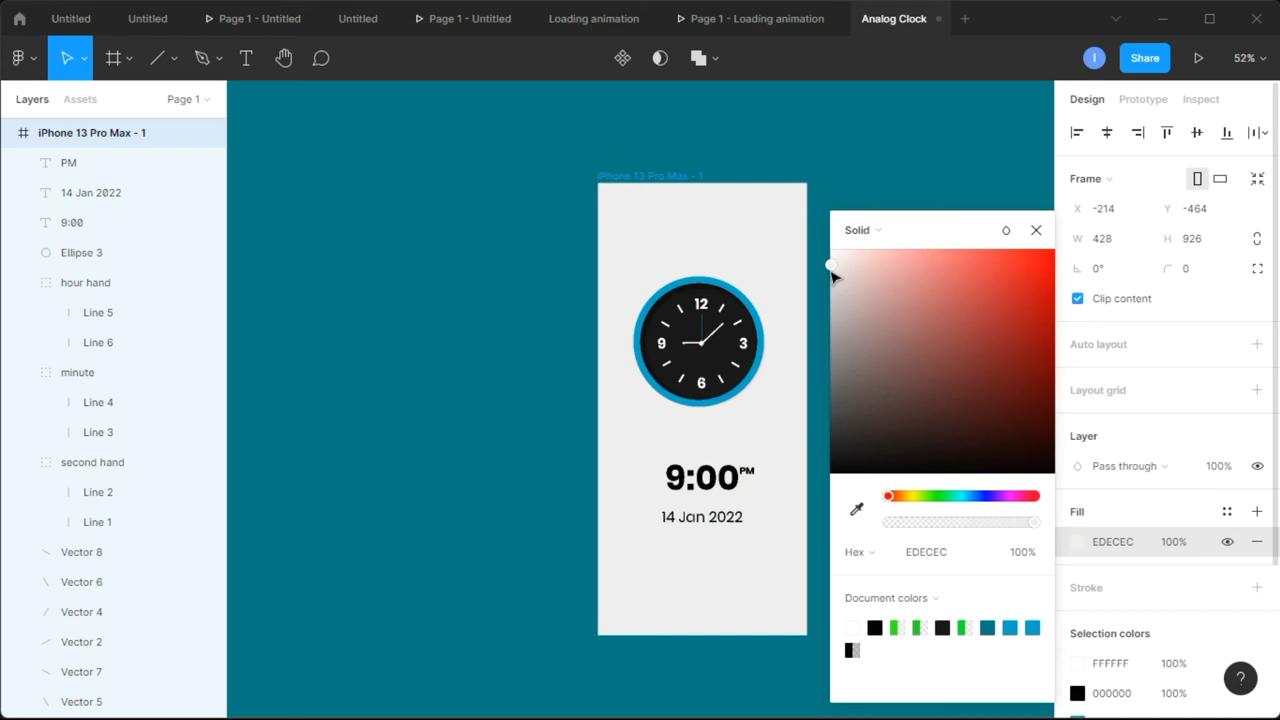 Untitled Untitled Page 1 - Untitled Untitled Page 1 - Untitled Loading animation Page 1 - Loading animation Analog Clock
I Share 52%
Layers Assets Page 1
iPhone 13 Pro Max - 1
PM
14 Jan 2022
9:00
Ellipse 3
hour hand
Line 5
Line 6
minute
Line 4
Line 3
second hand
Line 2
Line 1
Vector 8
Vector 6
Vector 4
Vector 2
Vector 7
Vector 5
iPhone 13 Pro Max - 1
12
9 3
6
9:00 PM
14 Jan 2022
Solid
Hex EDECEC 100%
Document colors
Design Prototype Inspect
Frame
X -214 Y -464
W 428 H 926
0° 0
Clip content
Auto layout
Layout grid
Layer
Pass through 100%
Fill
EDECEC 100%
Stroke
Selection colors
FFFFFF 100%
000000 100%
?